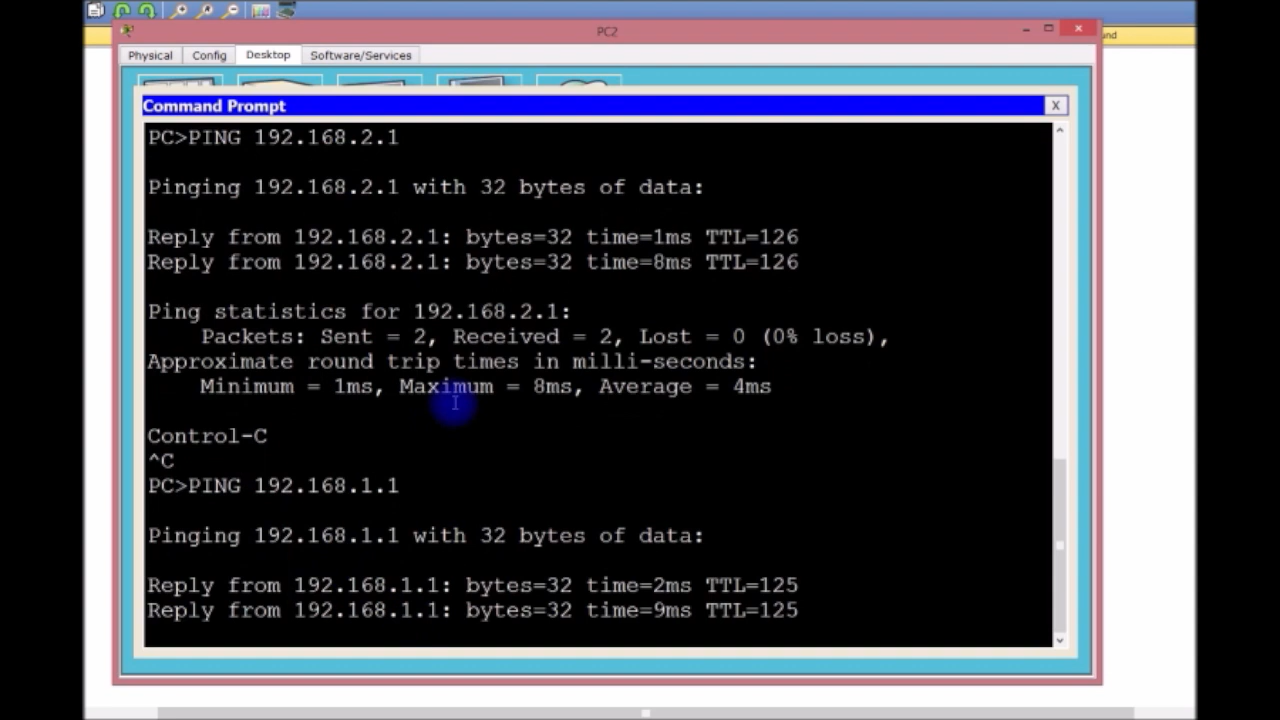 PC2
und
Physical Config Desktop Software/Services
Command Prompt
X
PC>PING 192.168.2.1
Pinging 192.168.2.1 with 32 bytes of data:
Reply from 192.168.2.1: bytes=32 time=1ms TTL=126
Reply from 192.168.2.1: bytes=32 time=8ms TTL=126
Ping statistics for 192.168.2.1:
Packets: Sent = 2, Received = 2, Lost = 0 (0% loss),
Approximate round trip times in milli-seconds:
Minimum = 1ms, Maximum = 8ms, Average = 4ms
Control-C
^C
PC>PING 192.168.1.1
Pinging 192.168.1.1 with 32 bytes of data:
Reply from 192.168.1.1: bytes=32 time=2ms TTL=125
Reply from 192.168.1.1: bytes=32 time=9ms TTL=125